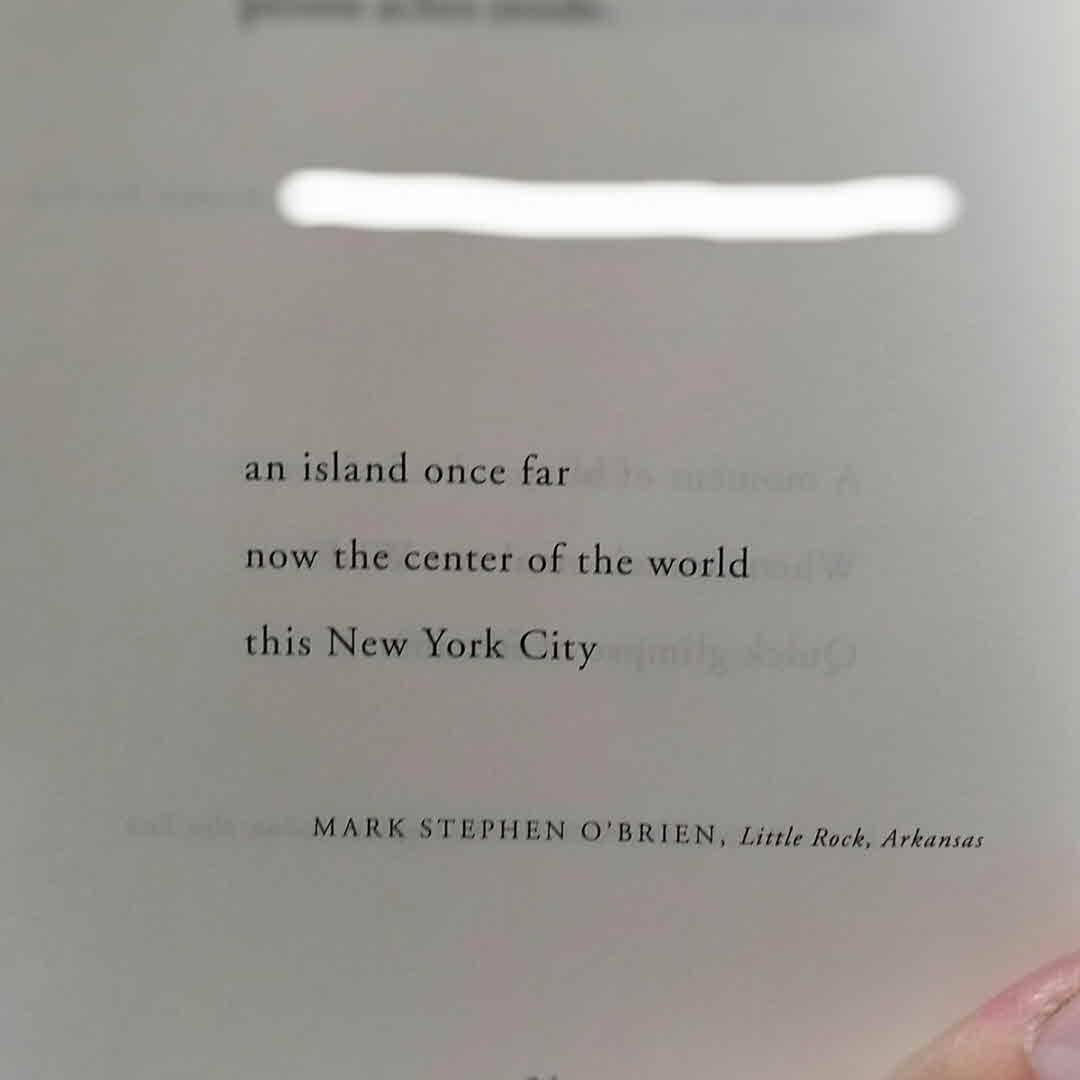 an island once far
now the center of the world
this New York City
MARK STEPHEN O'BRIEN, Little Rock, Arkansas